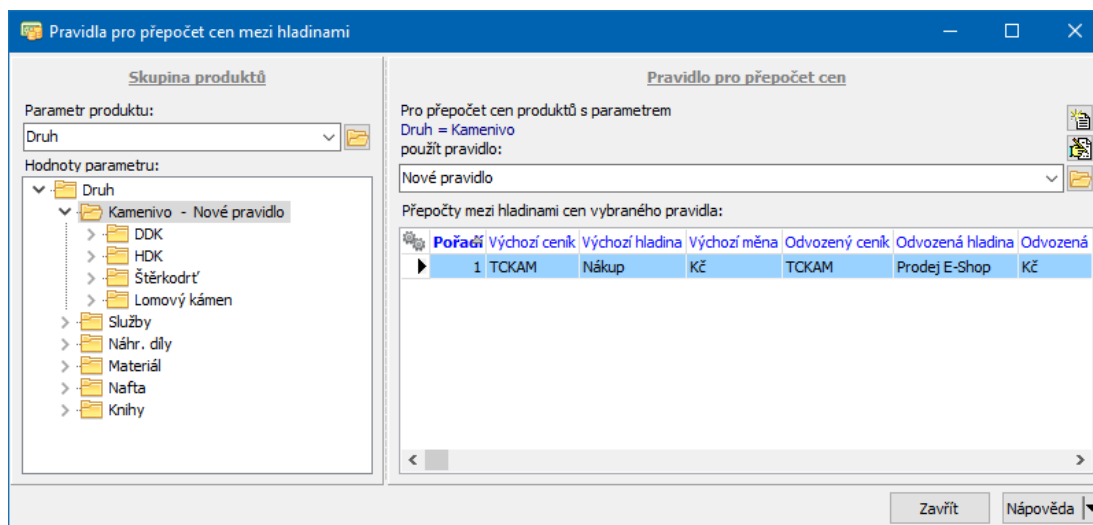 Pravidla pro přepočet cen mezi hladinami
Skupina produktů
Parametr produktu:
Druh
Hodnoty parametru:
Druh
Kamenivo - Nové pravidlo
DDK
HDK
Štěrkodrť
Lomový kámen
Služby
Náhr. díly
Materiál
Nafta
Knihy
Pravidlo pro přepočet cen
Pro přepočet cen produktů s parametrem
Druh = Kamenivo
použít pravidlo:
Nové pravidlo
Přepočty mezi hladinami cen vybraného pravidla:
Pořadí Výchozí ceník Výchozí hladina Výchozí měna Odvozený ceník Odvozená hladina Odvozená
1 TCKAM Nákup Kč TCKAM Prodej E-Shop Kč
Zavřít Nápověda